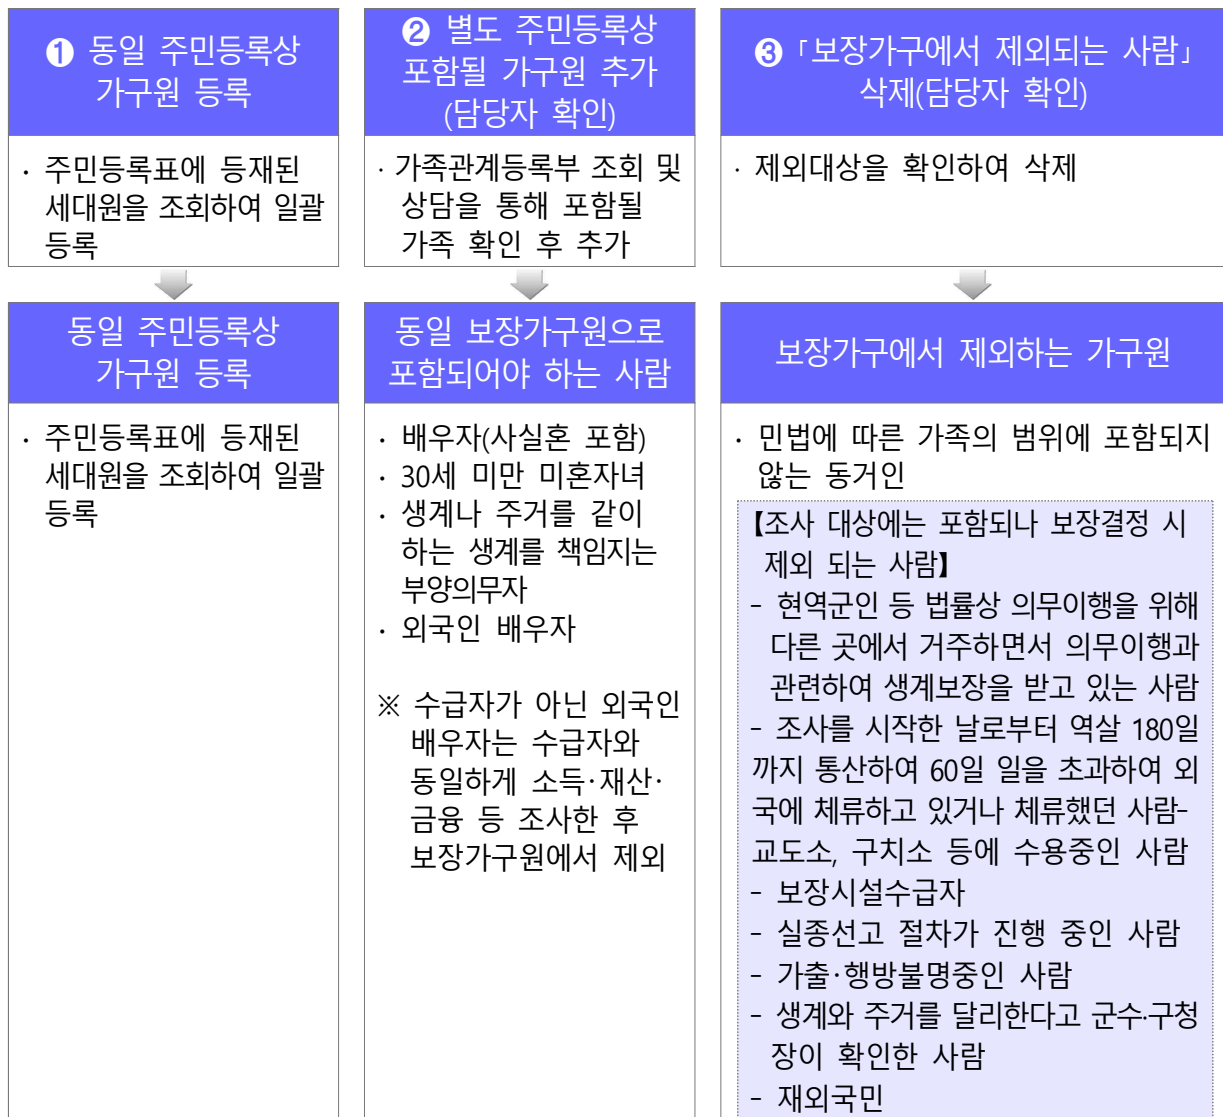 ❶ 동일 주민등록상
가구원 등록
· 주민등록표에 등재된
세대원을 조회하여 일괄
등록
❷ 별도 주민등록상
포함될 가구원 추가
(담당자 확인)
· 가족관계등록부 조회 및
상담을 통해 포함될
가족 확인 후 추가
❸ 「보장가구에서 제외되는 사람」
삭제(담당자 확인)
· 제외대상을 확인하여 삭제
동일 주민등록상
가구원 등록
· 주민등록표에 등재된
세대원을 조회하여 일괄
등록
동일 보장가구원으로
포함되어야 하는 사람
· 배우자(사실혼 포함)
· 30세 미만 미혼자녀
· 생계나 주거를 같이
하는 생계를 책임지는
부양의무자
· 외국인 배우자
※ 수급자가 아닌 외국인
배우자는 수급자와
동일하게 소득·재산·
금융 등 조사한 후
보장가구원에서 제외
보장가구에서 제외하는 가구원
· 민법에 따른 가족의 범위에 포함되지
않는 동거인
【조사 대상에는 포함되나 보장결정 시
제외 되는 사람】
- 현역군인 등 법률상 의무이행을 위해
다른 곳에서 거주하면서 의무이행과
관련하여 생계보장을 받고 있는 사람
- 조사를 시작한 날로부터 역살 180일
까지 통산하여 60일 일을 초과하여 외
국에 체류하고 있거나 체류했던 사람-
교도소, 구치소 등에 수용중인 사람
- 보장시설수급자
- 실종선고 절차가 진행 중인 사람
- 가출·행방불명중인 사람
- 생계와 주거를 달리한다고 군수·구청
장이 확인한 사람
- 재외국민